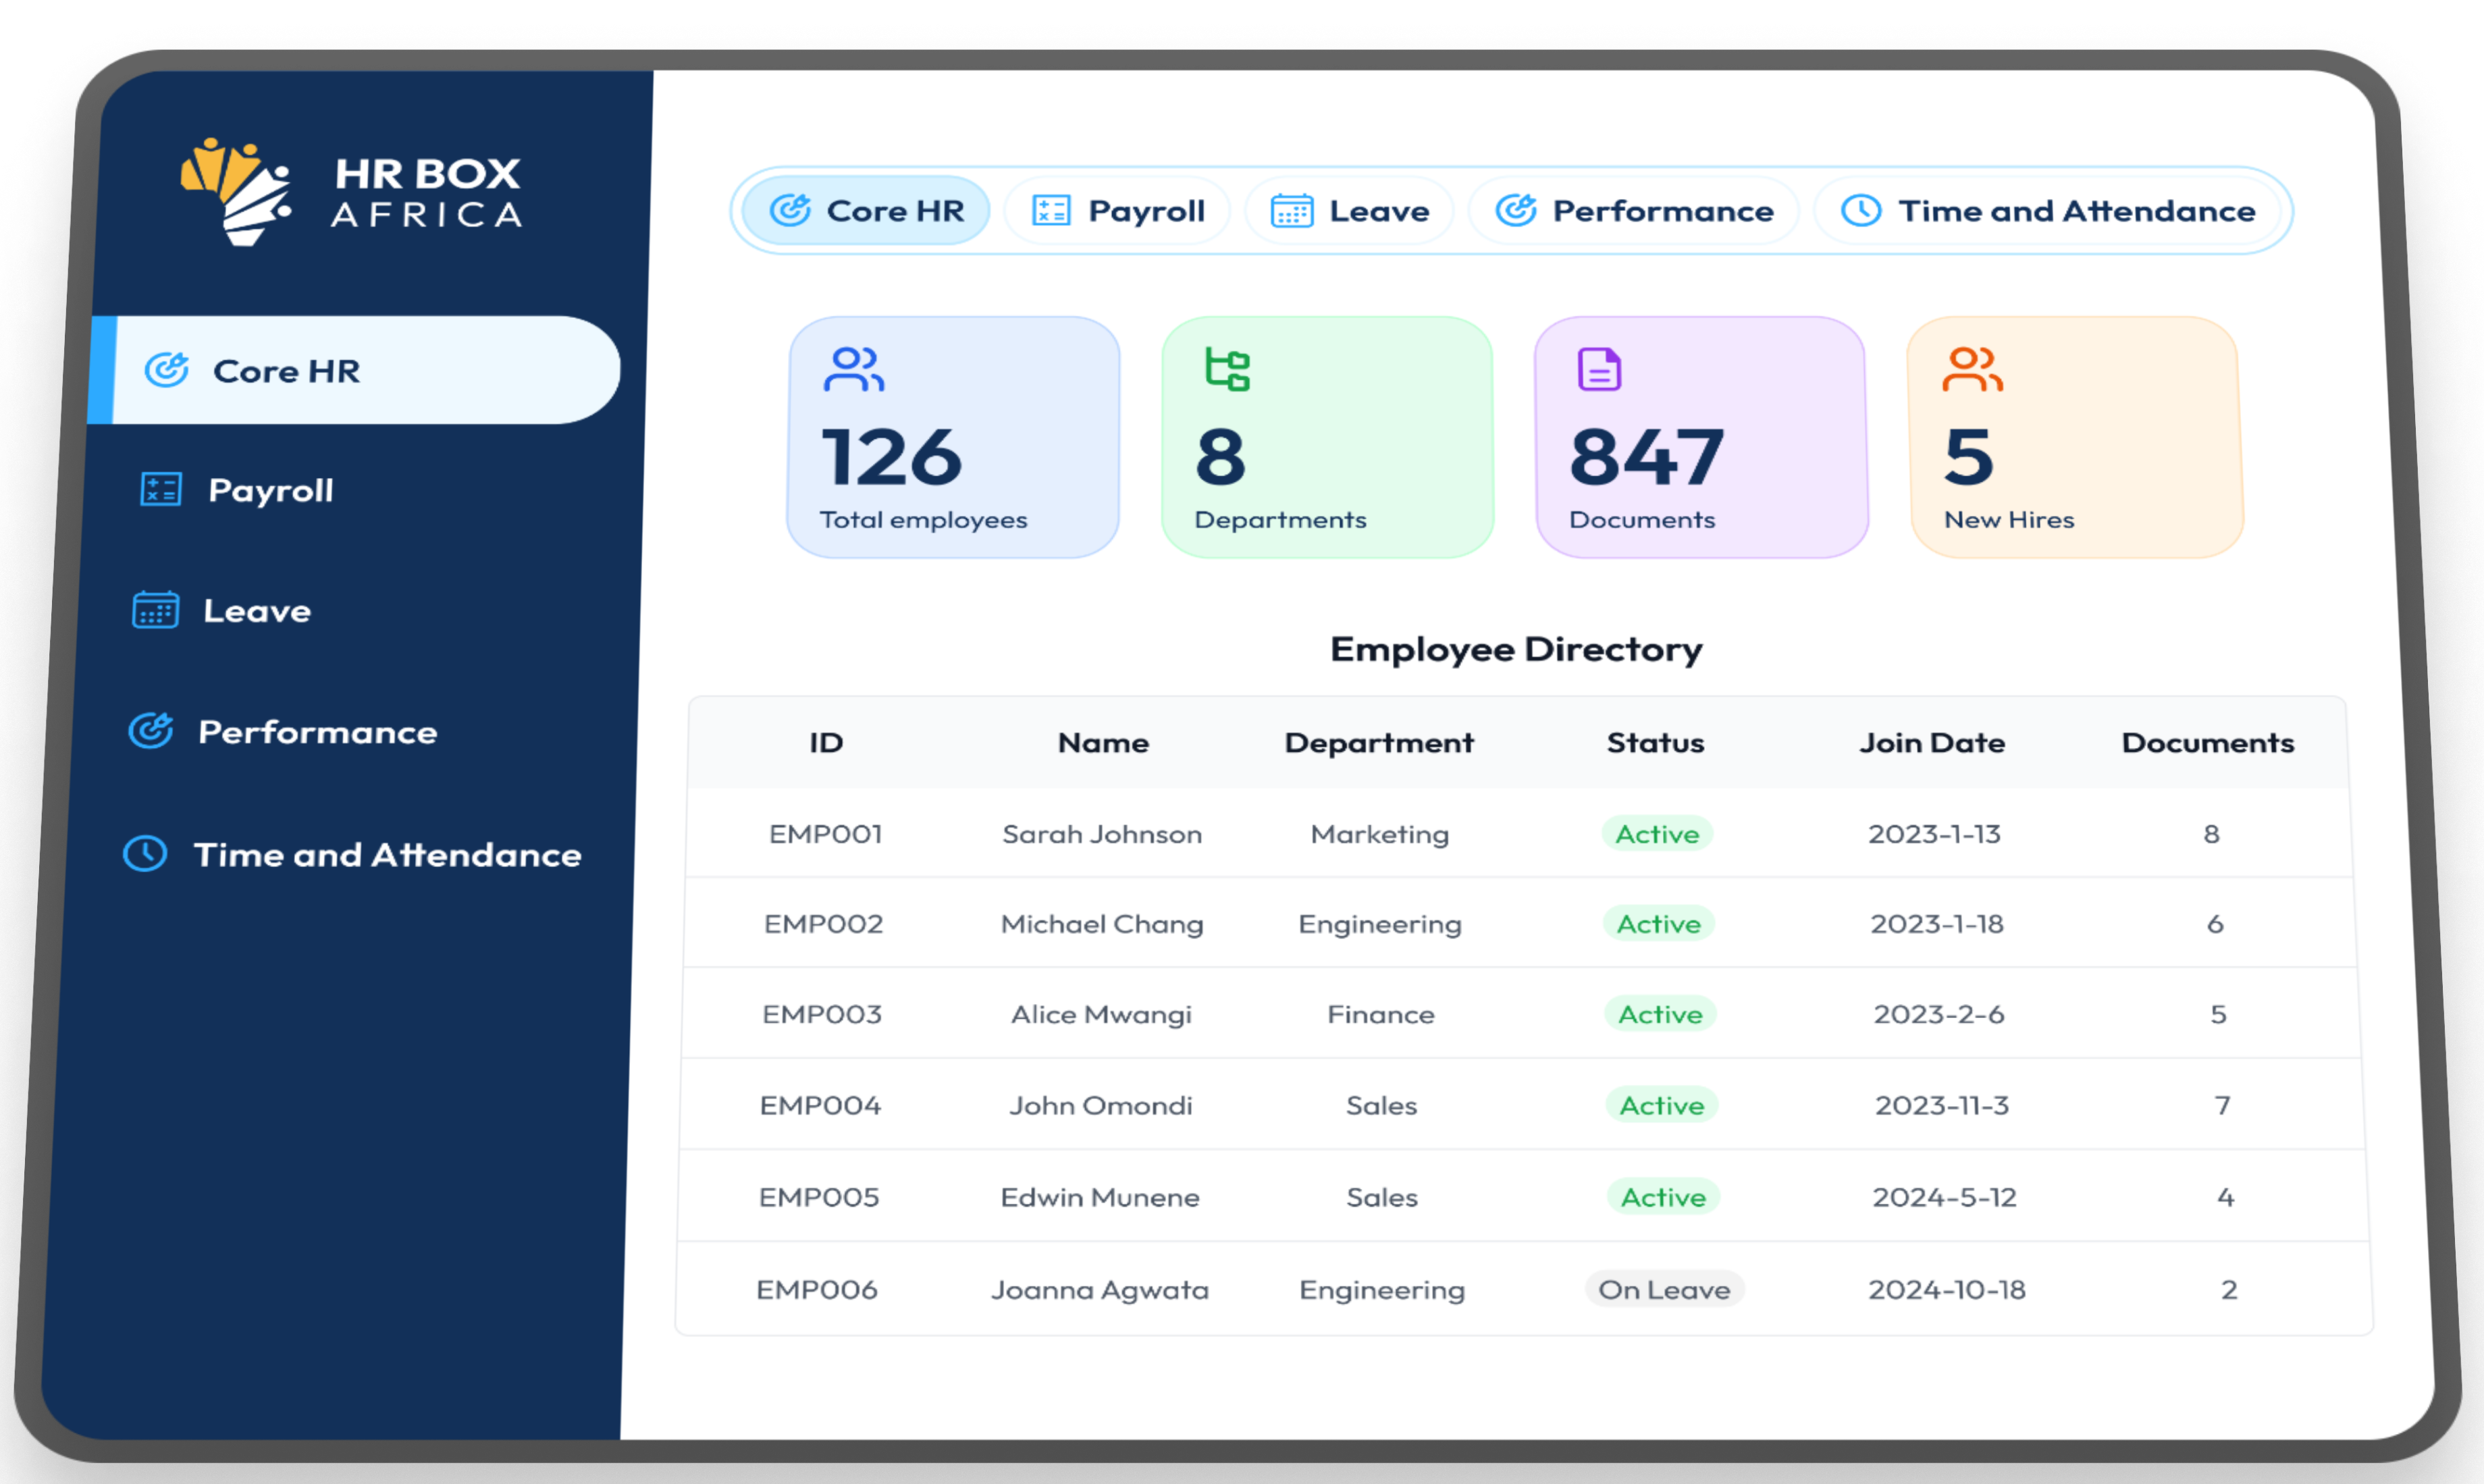 HR BOX
AFRICA
Core HR
Payroll
Leave
Performance
Time and Attendance
Core HR Payroll Leave Performance Time and Attendance
126 8 847 5
Total employees Departments Documents New Hires
Employee Directory
ID Name Department Status Join Date Documents
EMP001 Sarah Johnson Marketing Active 2023-1-13 8
EMP002 Michael Chang Engineering Active 2023-1-18 6
EMP003 Alice Mwangi Finance Active 2023-2-6 5
EMP004 John Omondi Sales Active 2023-11-3 7
EMP005 Edwin Munene Sales Active 2024-5-12 4
EMP006 Joanna Agwata Engineering On Leave 2024-10-18 2